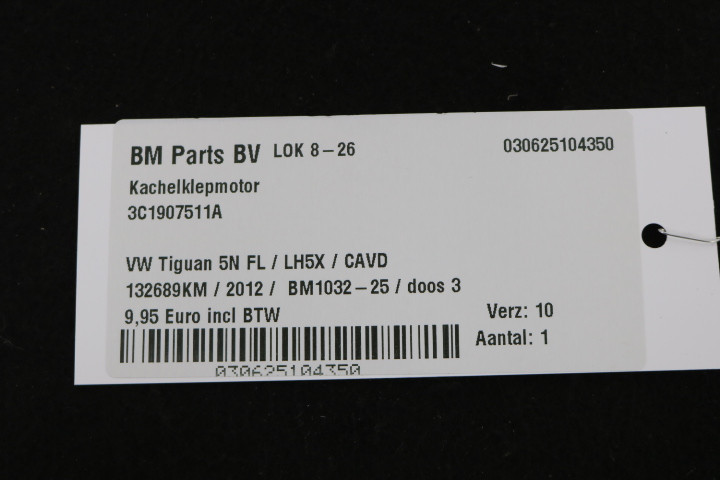 BM Parts BV LOK 8-26 030625104350
Kachelklepmotor
3C1907511A
VW Tiguan 5N FL / LH5X / CAVD
132689KM / 2012 / BM1032-25 / doos 3
9,95 Euro incl BTW Verz: 10
Aantal: 1
030625104350